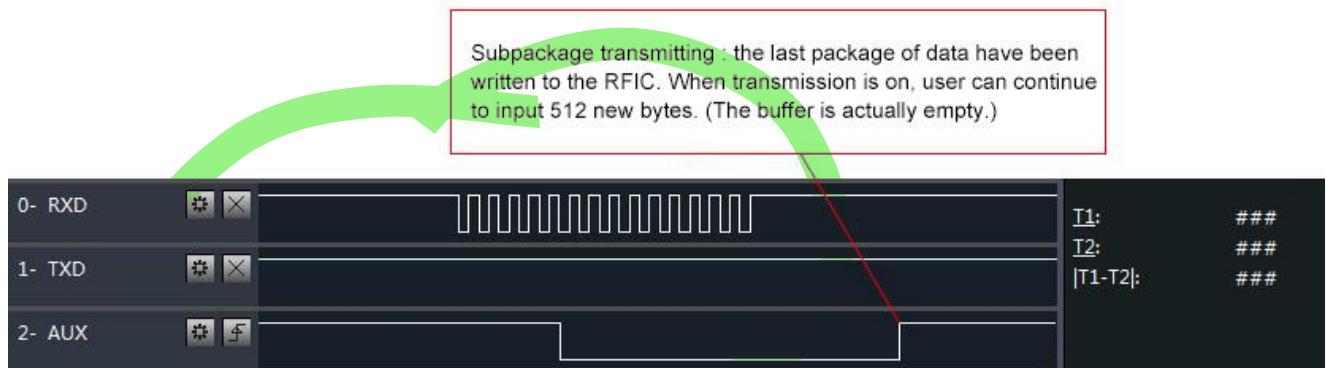 Subpackage transmitting : the last package of data have been
written to the RFIC. When transmission is on, user can continue
to input 512 new bytes. (The buffer is actually empty.)
0- RXD
T1: ###
T2: ###
1- TXD
|T1-T2|: ###
2- AUX